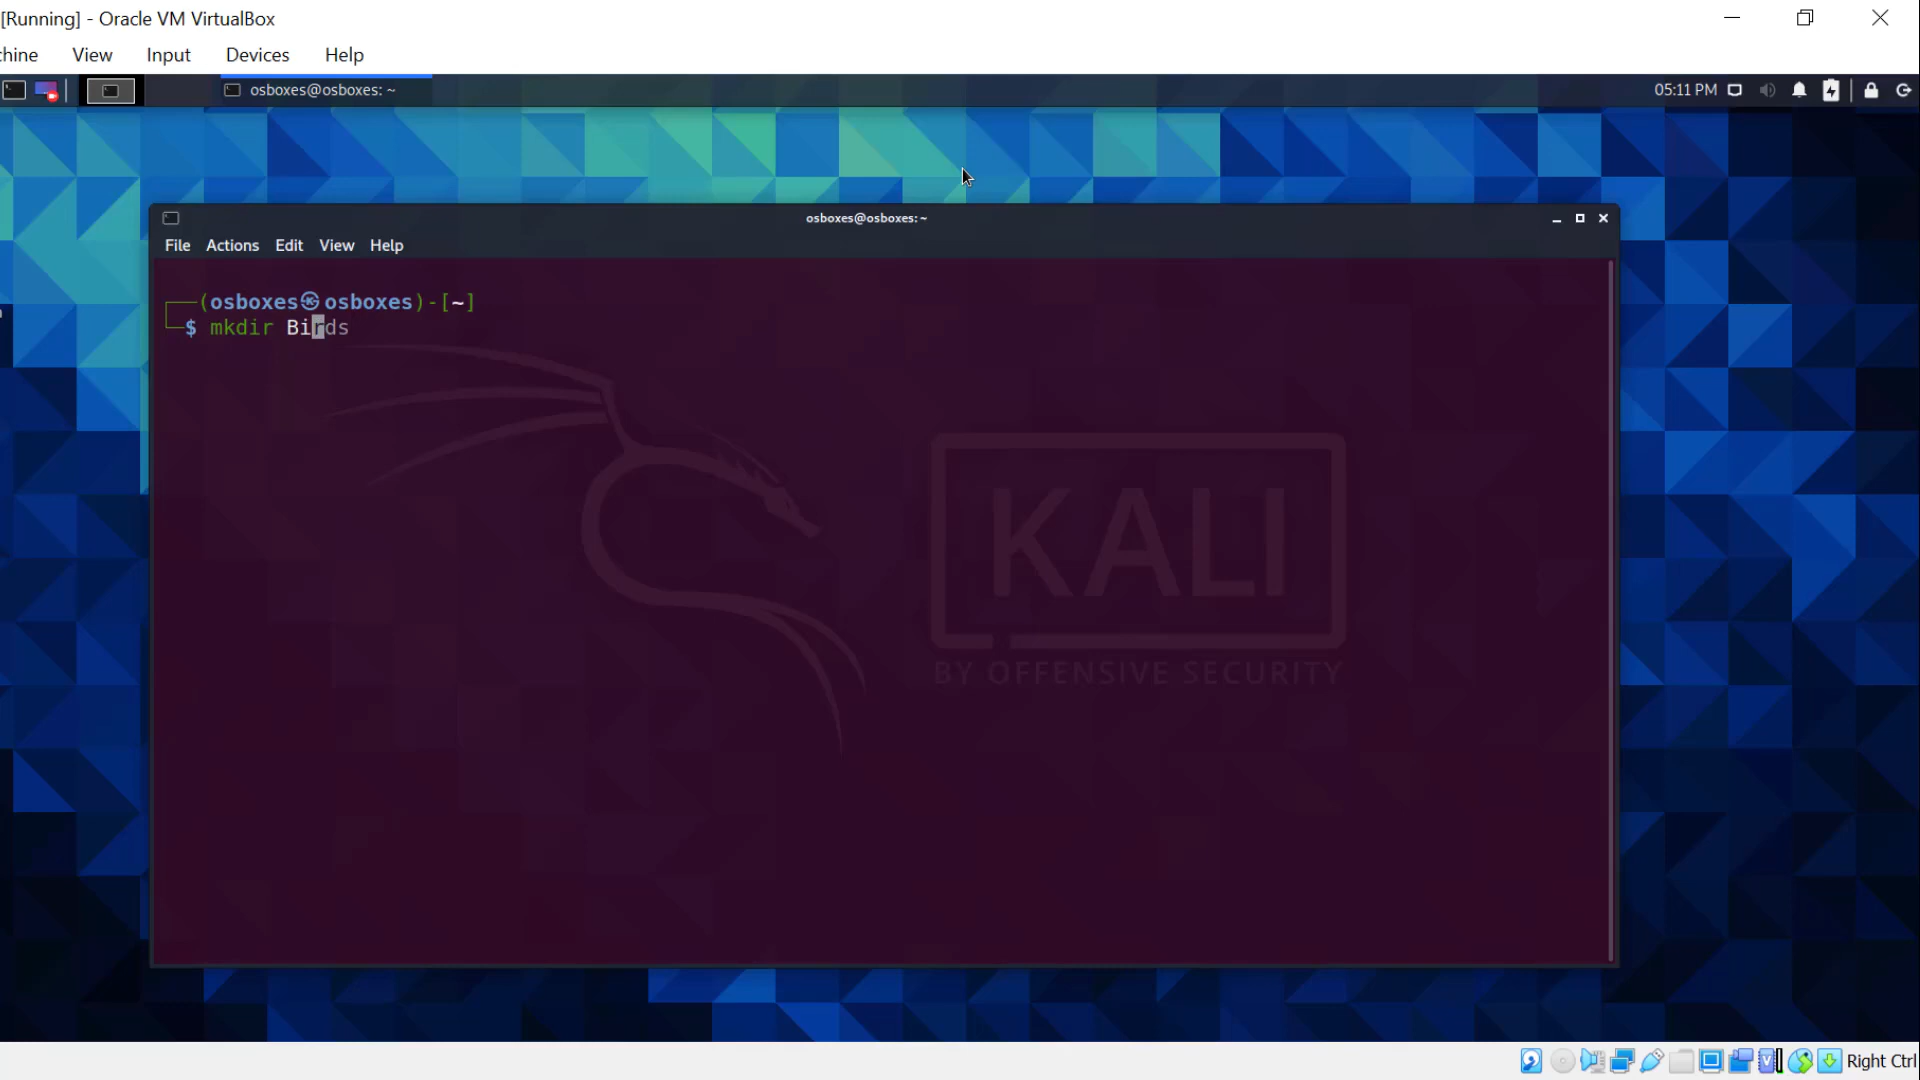 [Running] - Oracle VM VirtualBox
chine View Input Devices Help
osboxes@osboxes: ~ 05:11 PM
osboxes@osboxes:~
File Actions Edit View Help
┌──(osboxes㉿osboxes)-[~]
└─$ mkdir Birds
KALI
BY OFFENSIVE SECURITY
Right Ctrl